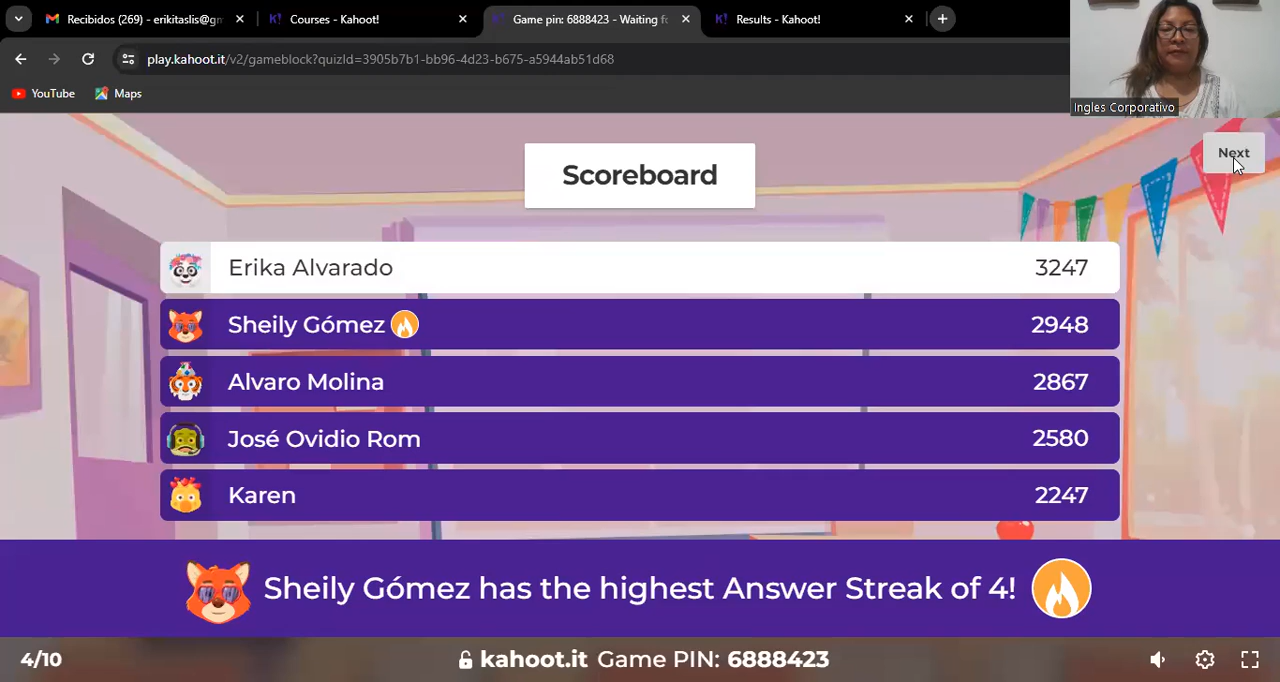 Recibidos (269) - erikitaslis@gm
Courses - Kahoot!
Game pin: 6888423 - Waiting fo
Results - Kahoot!
play.kahoot.it/v2/gameblock?quizId=3905b7b1-bb96-4d23-b675-a5944ab51d68
YouTube
Maps
Ingles Corporativo
Next
Scoreboard
Erika Alvarado 3247
Sheily Gómez 2948
Alvaro Molina 2867
José Ovidio Rom 2580
Karen 2247
Sheily Gómez has the highest Answer Streak of 4!
4/10
kahoot.it Game PIN: 6888423